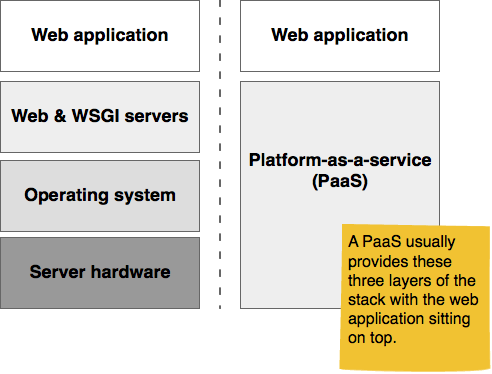 Web application
Web & WSGI servers
Operating system
Server hardware
Web application
Platform-as-a-service
(PaaS)
A PaaS usually
provides these
three layers of the
stack with the web
application sitting
on top.